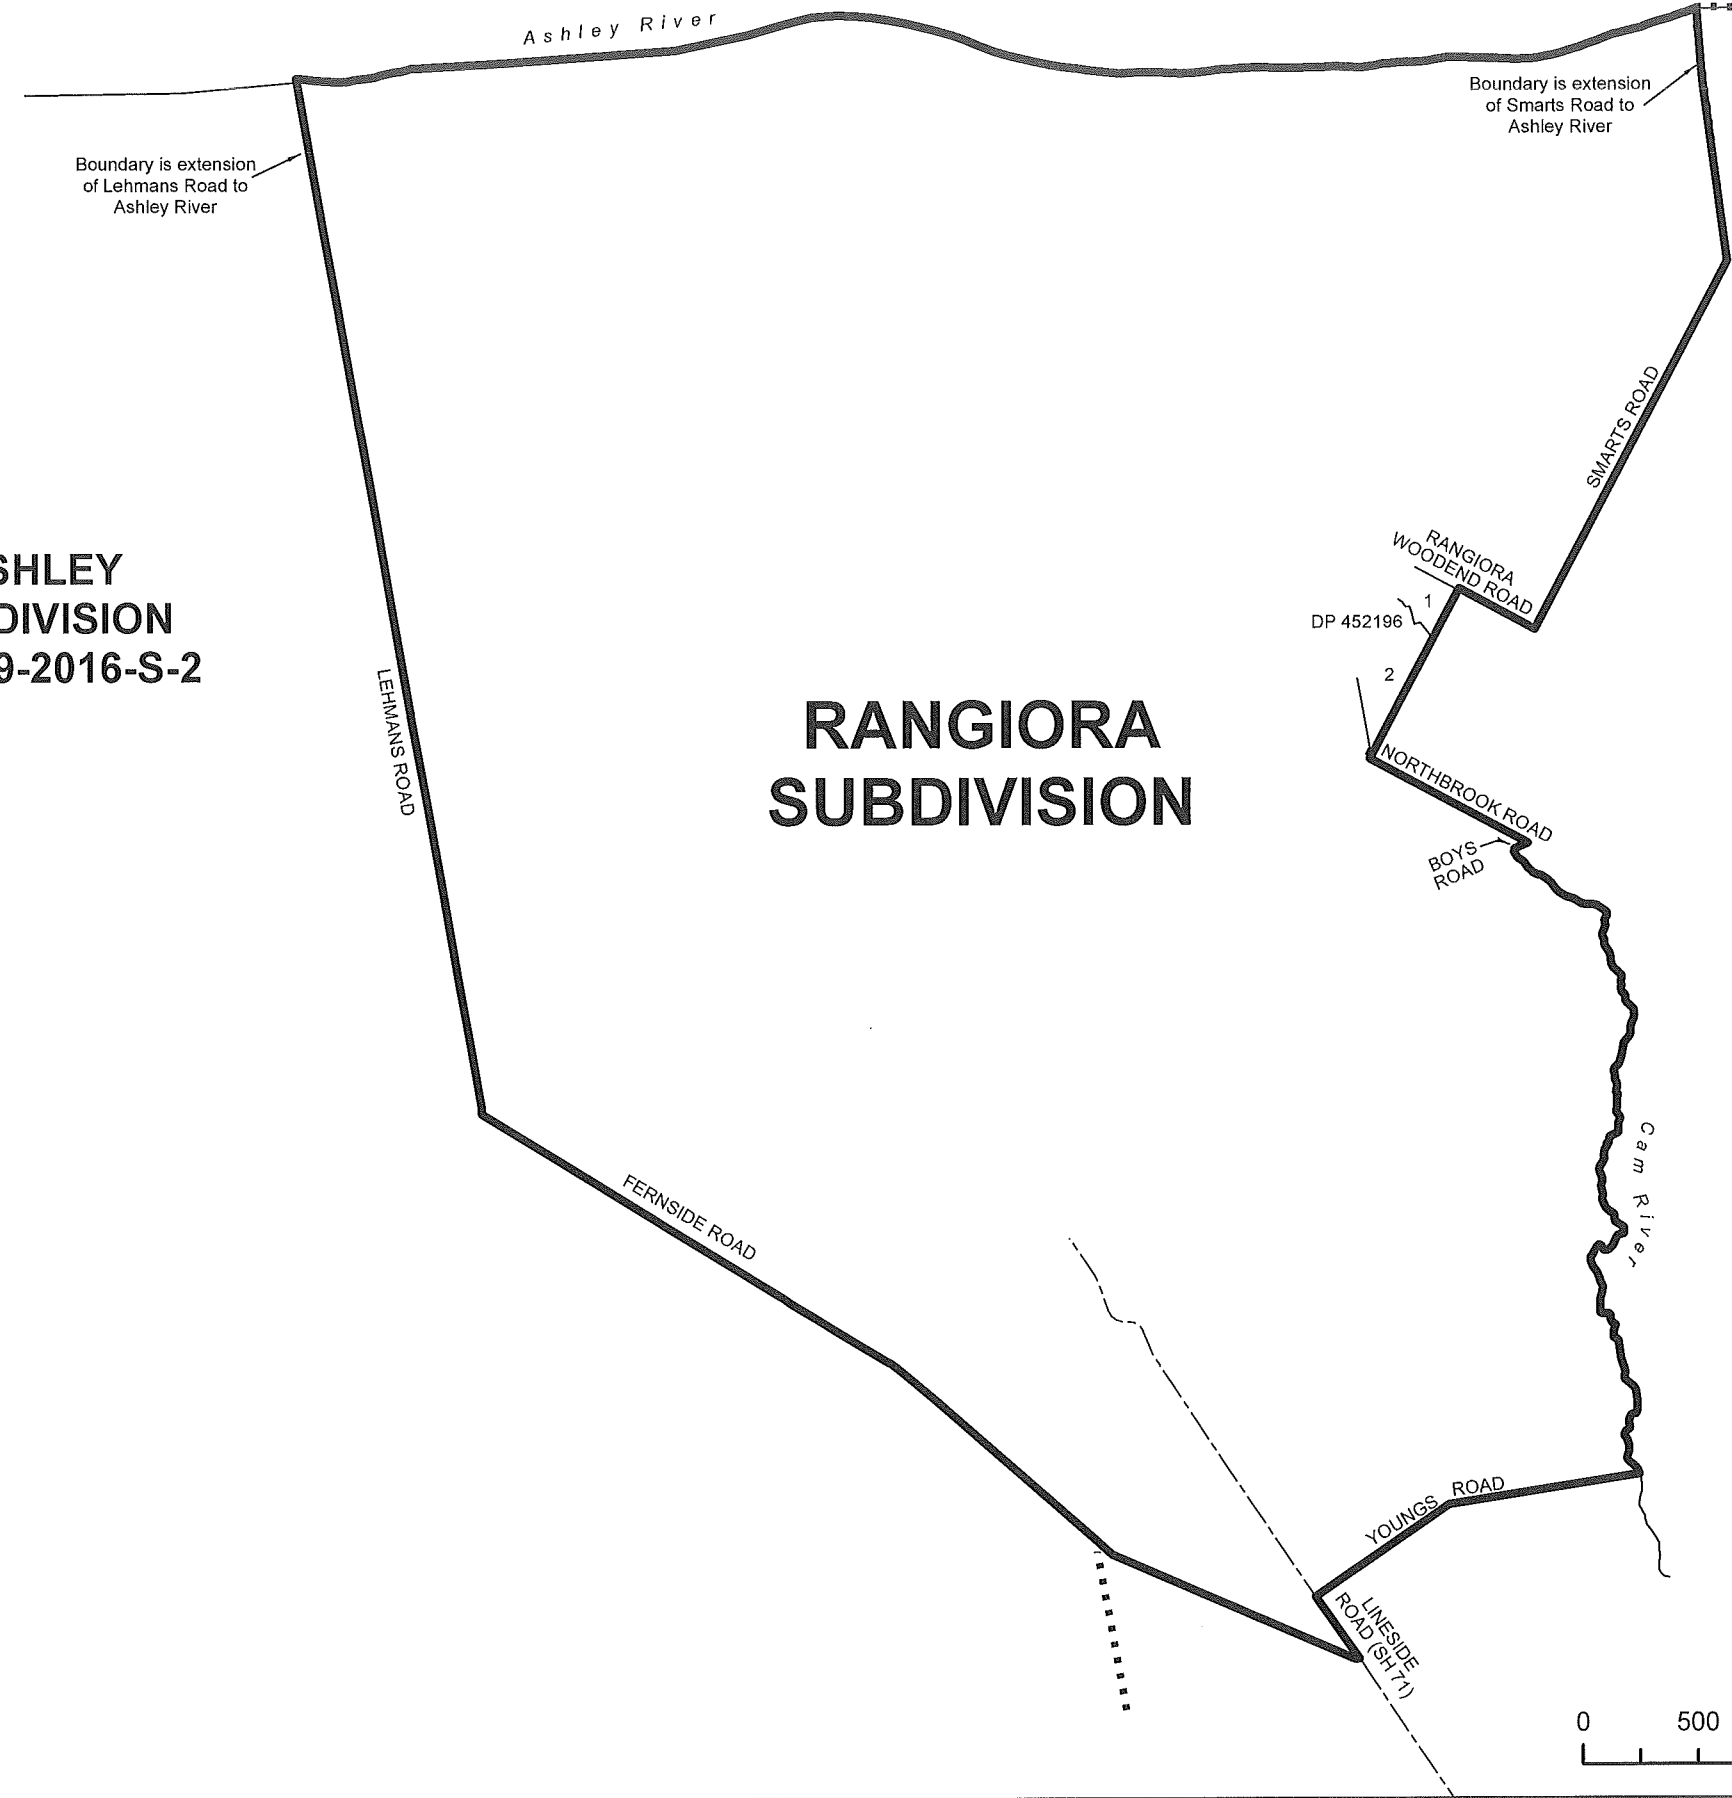 Ashley River
Boundary is extension
of Smarts Road to
Ashley River
Boundary is extension
of Lehmans Road to
Ashley River
SMARTS ROAD
RANGIORA
WOODEND ROAD
SHLEY
DIVISION
9-2016-S-2
1
DP 452196
2
LEHMANS ROAD
RANGIORA
SUBDIVISION
NORTHBROOK ROAD
BOYS
ROAD
Cam River
FERNSIDE ROAD
YOUNGS ROAD
LINESIDE
ROAD (SH 71)
0 500